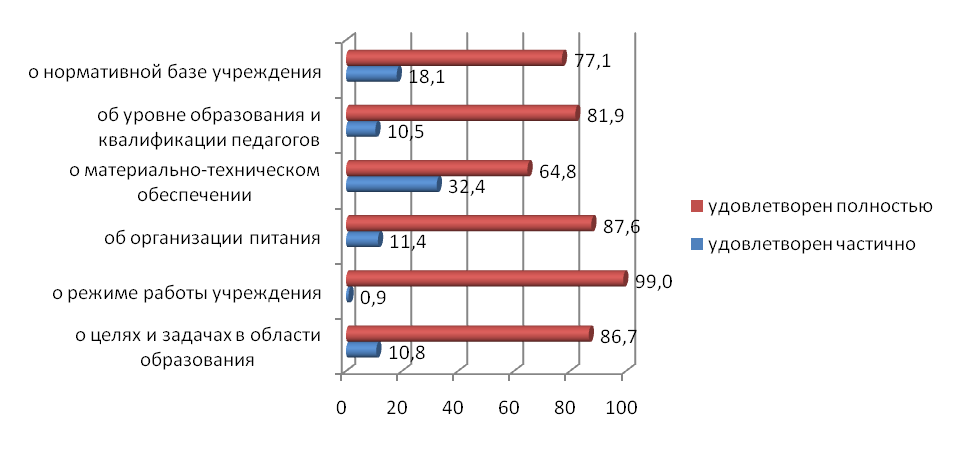 о нормативной базе учреждения
77,1
18,1
об уровне образования и
квалификации педагогов
81,9
10,5
о материально-техническом
обеспечении
64,8
32,4
об организации питания
87,6
11,4
о режиме работы учреждения
99,0
0,9
о целях и задачах в области
образования
86,7
10,8
0 20 40 60 80 100
удовлетворен полностью
удовлетворен частично